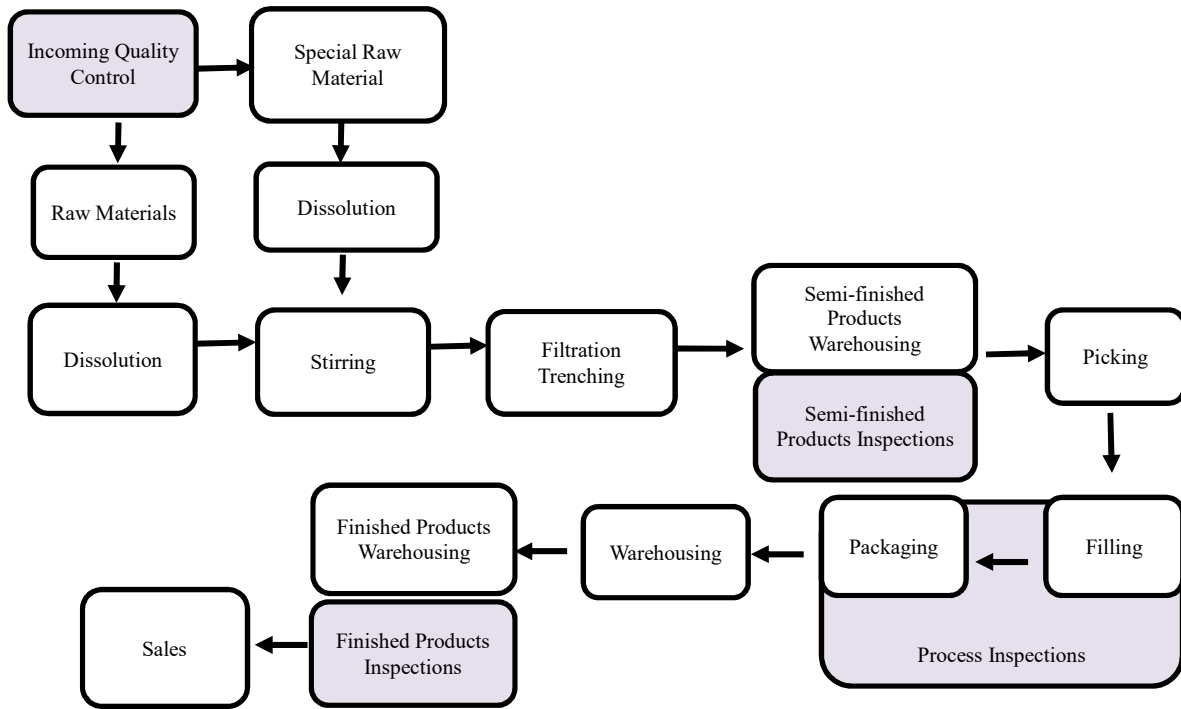 Incoming Quality
Control
Special Raw
Material
Raw Materials
Dissolution
Dissolution
Stirring
Filtration
Trenching
Semi-finished
Products
Warehousing
Semi-finished
Products Inspections
Picking
Filling
Packaging
Process Inspections
Warehousing
Finished Products
Warehousing
Finished Products
Inspections
Sales